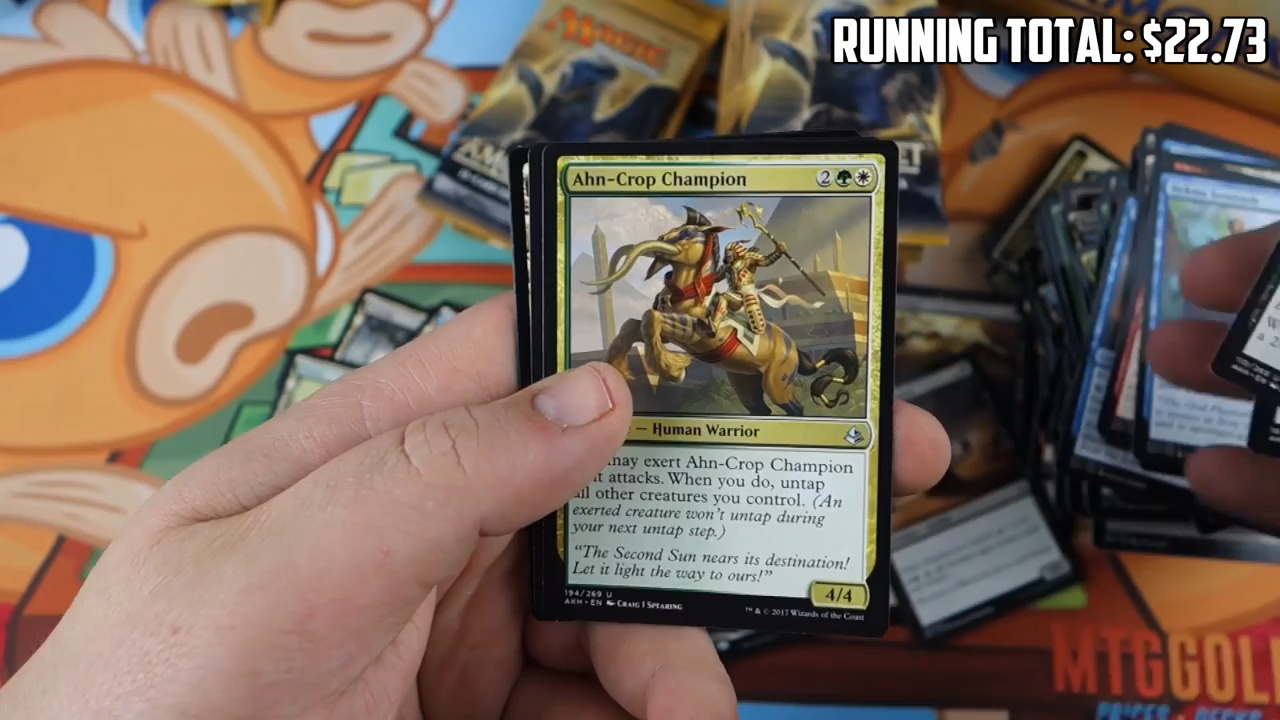 RUNNING TOTAL: $22.73
MAGIC
Ahn-Crop Champion 2
— Human Warrior
may exert Ahn-Crop Champion
it attacks. When you do, untap
all other creatures you control. (An
exerted creature won't untap during
your next untap step.)
"The Second Sun nears its destination!
Let it light the way to ours!"
4/4
194/269 U
AKH • EN Craig J Spearing
™ & © 2017 Wizards of the Coast
MTGGOL